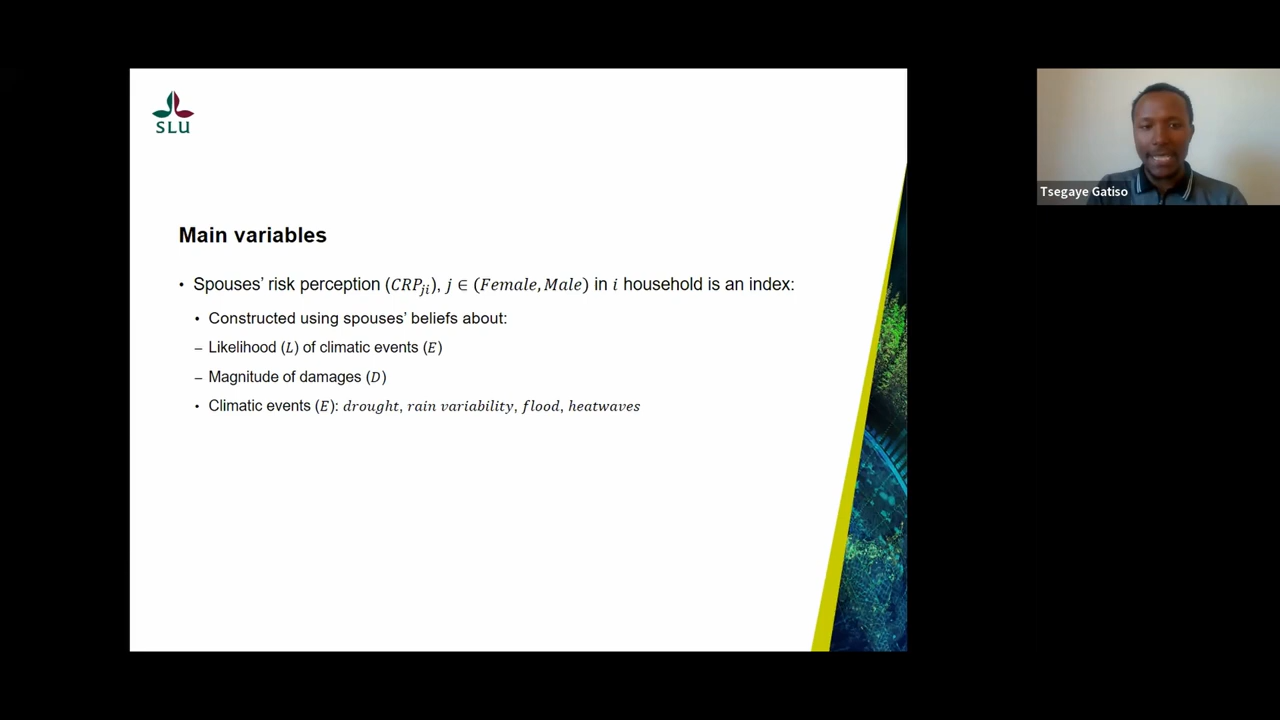 SLU
Main variables
• Spouses’ risk perception (𝐶𝑅𝑃𝑗𝑖), 𝑗 ∈ (𝐹𝑒𝑚𝑎𝑙𝑒, 𝑀𝑎𝑙𝑒) in 𝑖 household is an index:
• Constructed using spouses’ beliefs about:
– Likelihood (𝐿) of climatic events (𝐸)
– Magnitude of damages (𝐷)
• Climatic events (𝐸): 𝑑𝑟𝑜𝑢𝑔ℎ𝑡, 𝑟𝑎𝑖𝑛 𝑣𝑎𝑟𝑖𝑎𝑏𝑖𝑙𝑖𝑡𝑦, 𝑓𝑙𝑜𝑜𝑑, ℎ𝑒𝑎𝑡𝑤𝑎𝑣𝑒𝑠
Tsegaye Gatiso